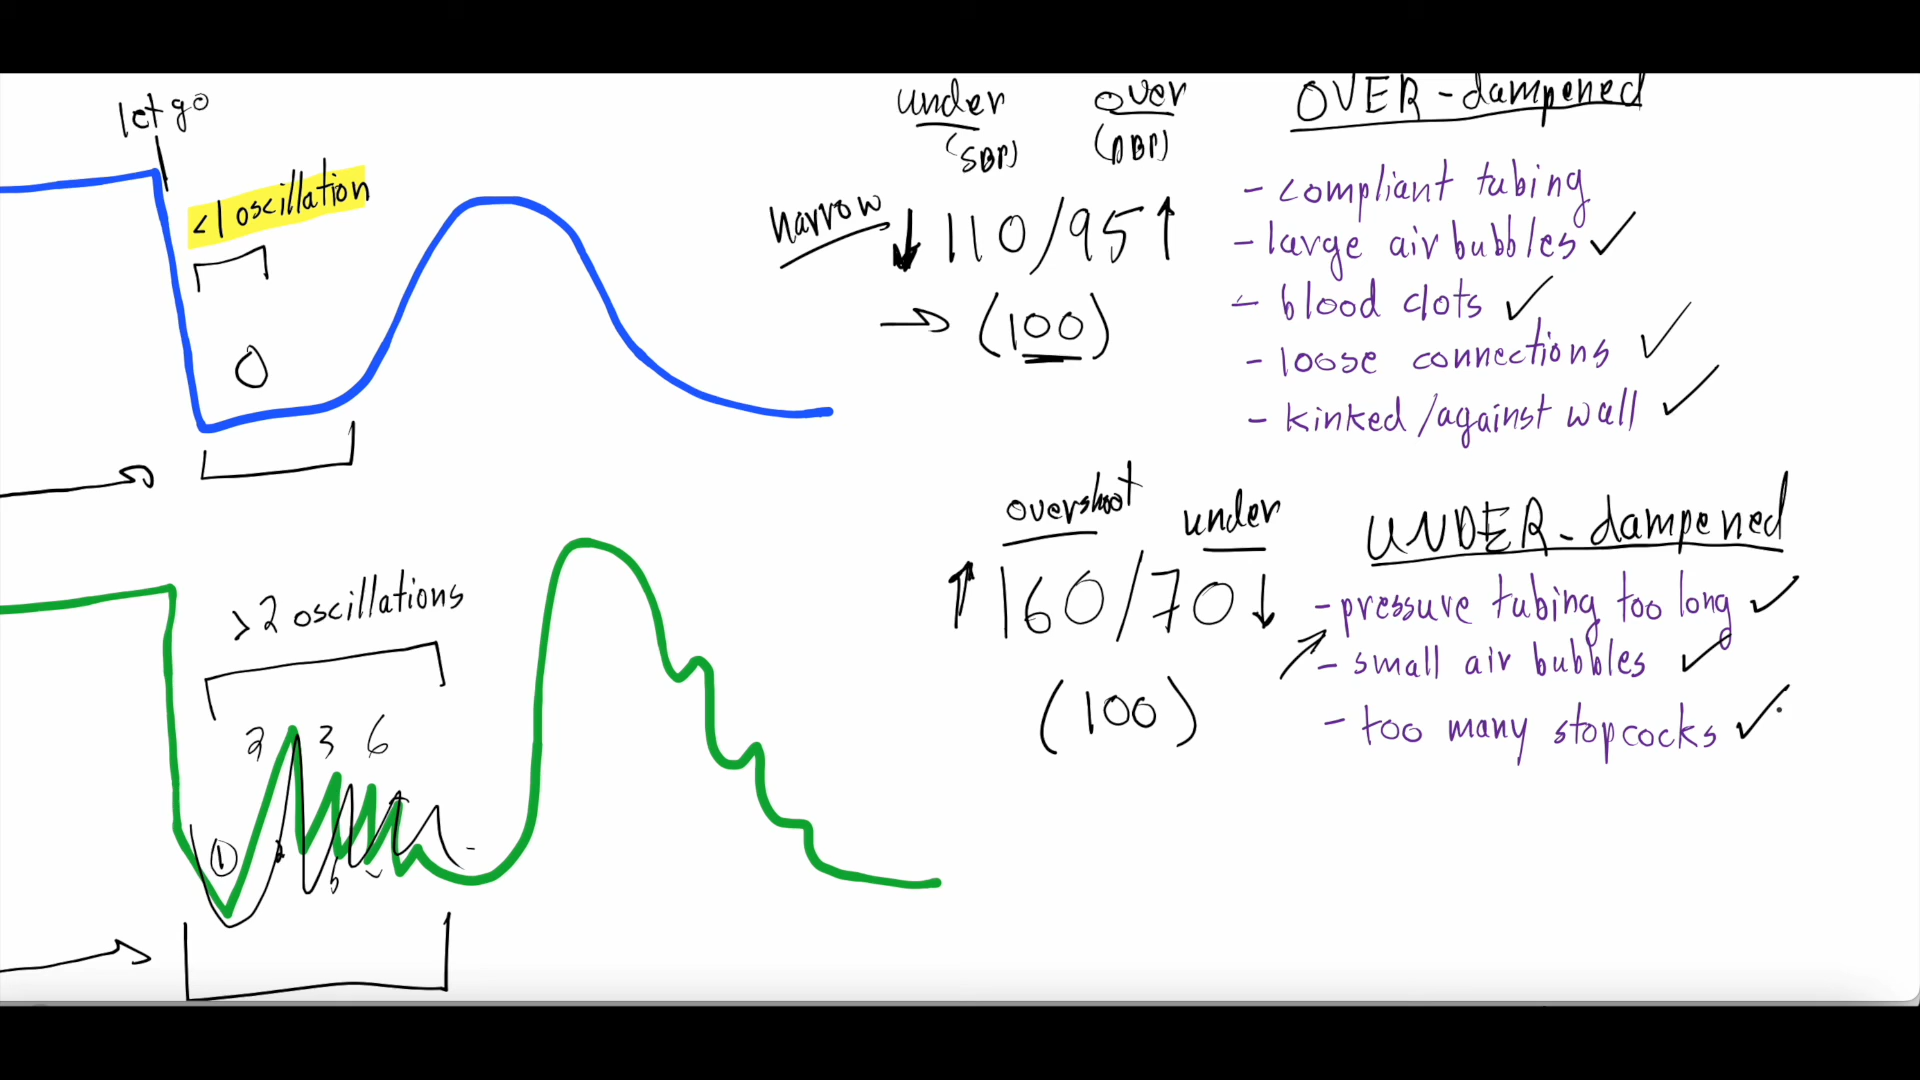 let go
<1 oscillation
0
under over OVER-dampened
(SBP) (DBP)
narrow ↓ 110/95 ↑
→ (100)
- compliant tubing
- large air bubbles ✓
- blood clots ✓
- loose connections ✓
- kinked/against wall ✓
overshoot under UNDER-dampened
↑ 160/70 ↓
(100)
- pressure tubing too long ✓
- small air bubbles ✓
- too many stopcocks ✓
>2 oscillations
2 3 6
1